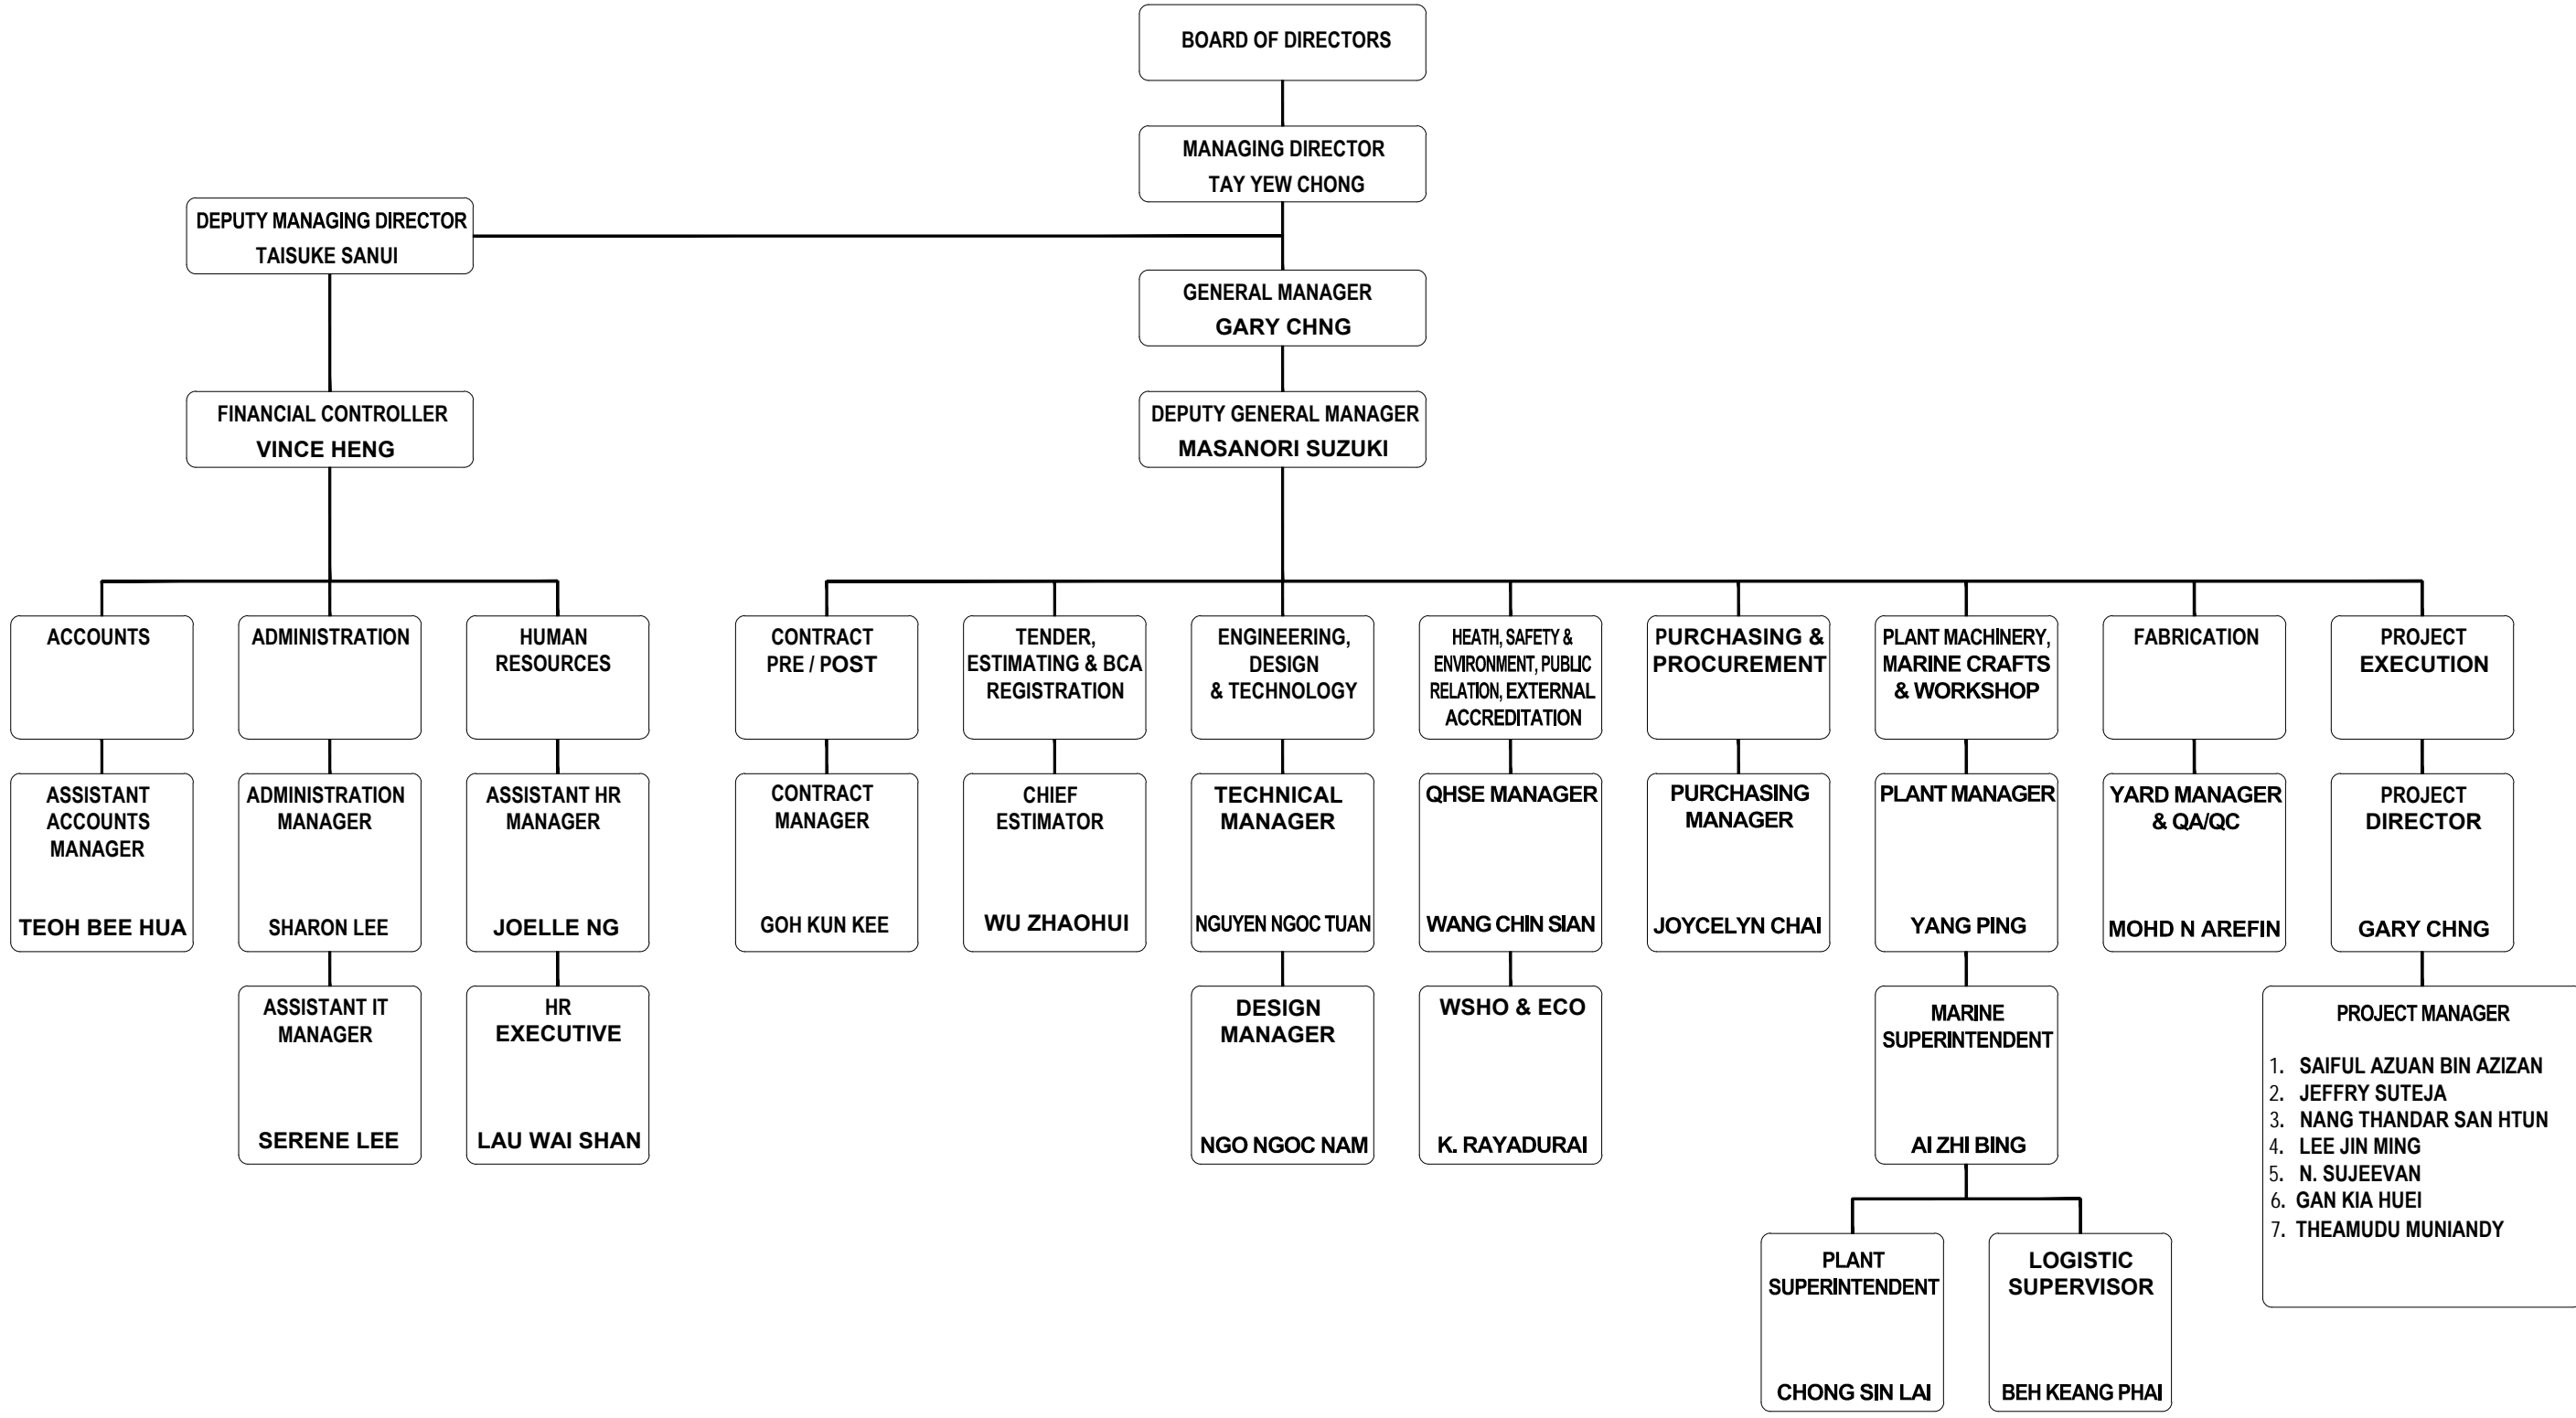 BOARD OF DIRECTORS
MANAGING DIRECTOR
TAY YEW CHONG
DEPUTY MANAGING DIRECTOR
TAISUKE SANUI
GENERAL MANAGER
GARY CHNG
FINANCIAL CONTROLLER
VINCE HENG
DEPUTY GENERAL MANAGER
MASANORI SUZUKI
ACCOUNTS
ADMINISTRATION
HUMAN
RESOURCES
CONTRACT
PRE / POST
TENDER,
ESTIMATING & BCA
REGISTRATION
ENGINEERING,
DESIGN
& TECHNOLOGY
HEATH, SAFETY &
ENVIRONMENT, PUBLIC
RELATION, EXTERNAL
ACCREDITATION
PURCHASING &
PROCUREMENT
PLANT MACHINERY,
MARINE CRAFTS
& WORKSHOP
FABRICATION
PROJECT
EXECUTION
ASSISTANT
ACCOUNTS
MANAGER
TEOH BEE HUA
ADMINISTRATION
MANAGER
SHARON LEE
ASSISTANT HR
MANAGER
JOELLE NG
CONTRACT
MANAGER
GOH KUN KEE
CHIEF
ESTIMATOR
WU ZHAOHUI
TECHNICAL
MANAGER
NGUYEN NGOC TUAN
QHSE MANAGER
WANG CHIN SIAN
PURCHASING
MANAGER
JOYCELYN CHAI
PLANT MANAGER
YANG PING
YARD MANAGER
& QA/QC
MOHD N AREFIN
PROJECT
DIRECTOR
GARY CHNG
ASSISTANT IT
MANAGER
SERENE LEE
HR
EXECUTIVE
LAU WAI SHAN
DESIGN
MANAGER
NGO NGOC NAM
WSHO & ECO
K. RAYADURAI
MARINE
SUPERINTENDENT
AI ZHI BING
PROJECT MANAGER
1. SAIFUL AZUAN BIN AZIZAN
2. JEFFRY SUTEJA
3. NANG THANDAR SAN HTUN
4. LEE JIN MING
5. N. SUJEEVAN
6. GAN KIA HUEI
7. THEAMUDU MUNIANDY
PLANT
SUPERINTENDENT
CHONG SIN LAI
LOGISTIC
SUPERVISOR
BEH KEANG PHAI